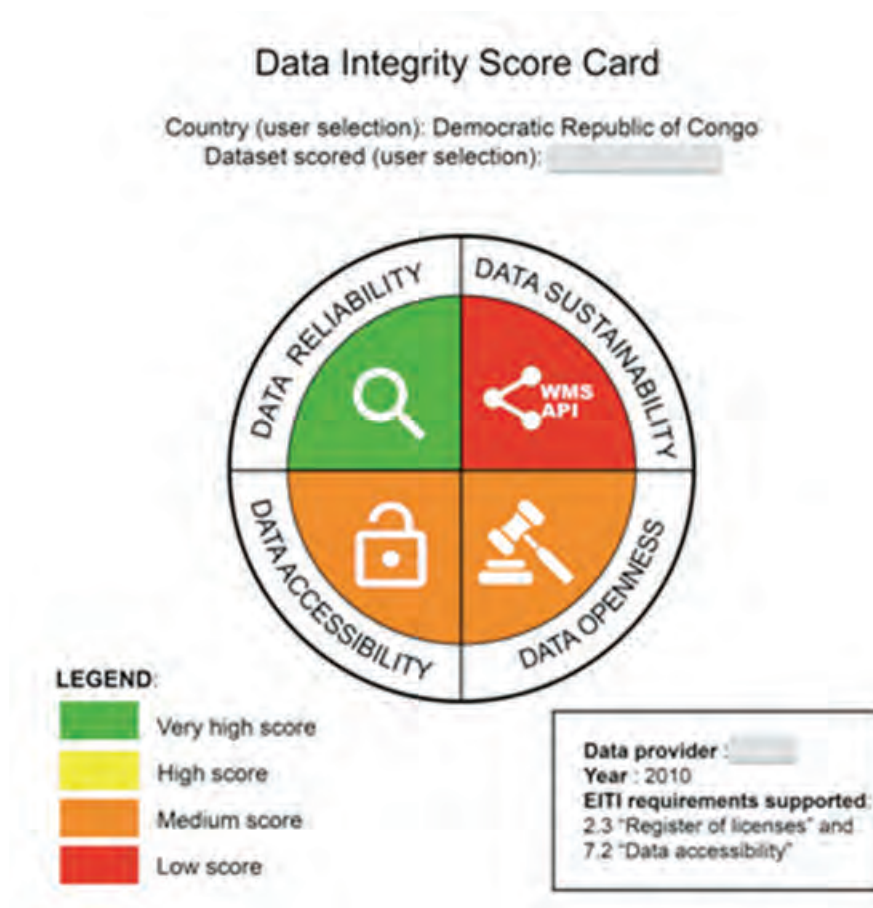 Data Integrity Score Card
Country (user selection): Democratic Republic of Congo
Dataset scored (user selection):
DATA RELIABILITY
DATA SUSTAINABILITY
WMS
API
DATA ACCESSIBILITY
DATA OPENNESS
LEGEND:
Very high score
High score
Medium score
Low score
Data provider :
Year : 2010
EITI requirements supported:
2.3 "Register of licenses" and
7.2 "Data accessibility"